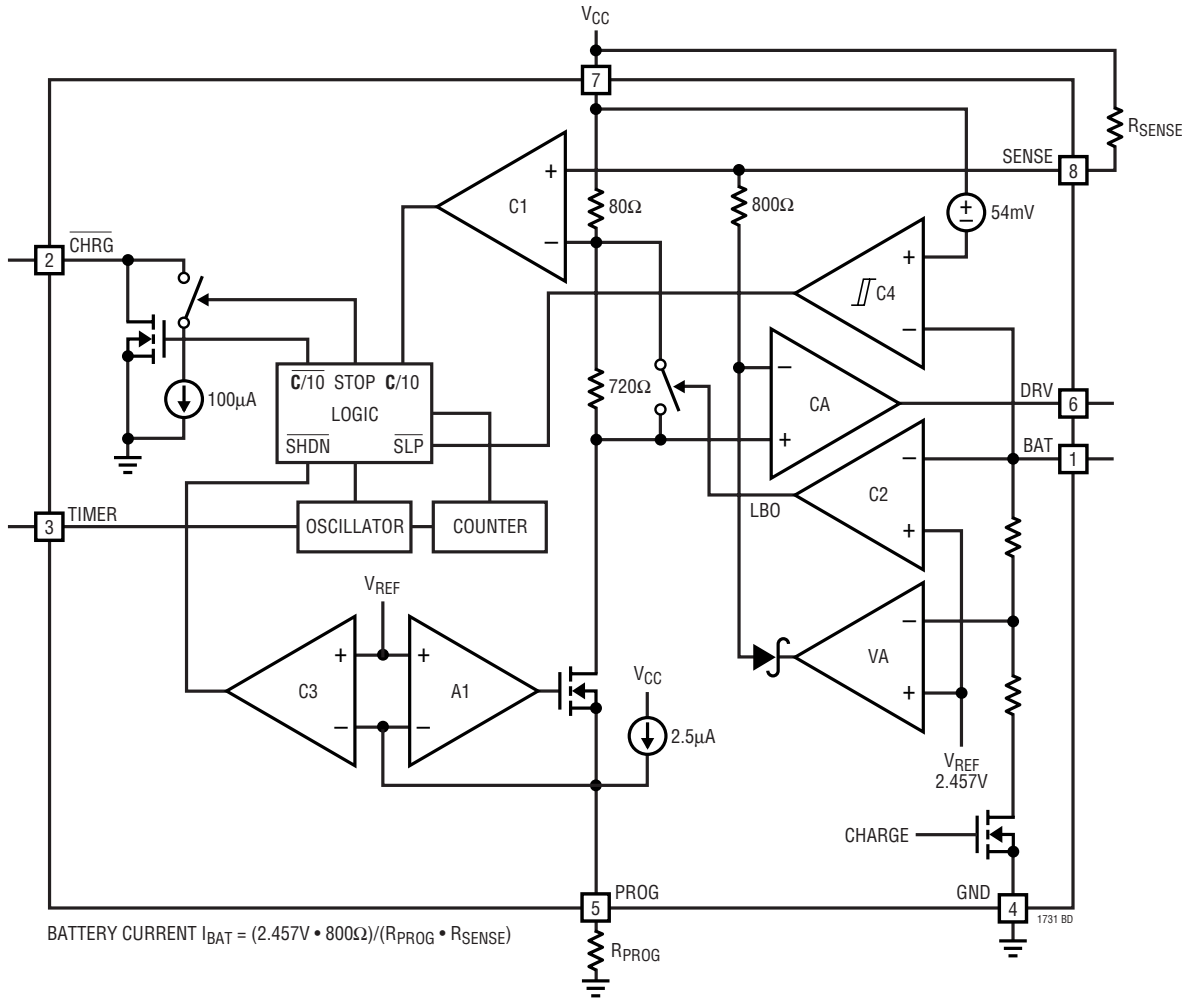 VCC
7
RSENSE
SENSE
8
+
C1
80Ω
800Ω
+
−
54mV
−
2
CHRG
+
C4
−
C/10 STOP C/10
LOGIC
SHDN SLP
100µA
720Ω
−
CA
+
DRV
6
BAT
1
−
C2
+
LBO
3
TIMER
OSCILLATOR
COUNTER
VREF
+
C3
−
+
A1
−
VCC
2.5µA
−
VA
+
VREF
2.457V
CHARGE
PROG
5
GND
4
1731 BD
BATTERY CURRENT IBAT = (2.457V • 800Ω)/(RPROG • RSENSE)
RPROG